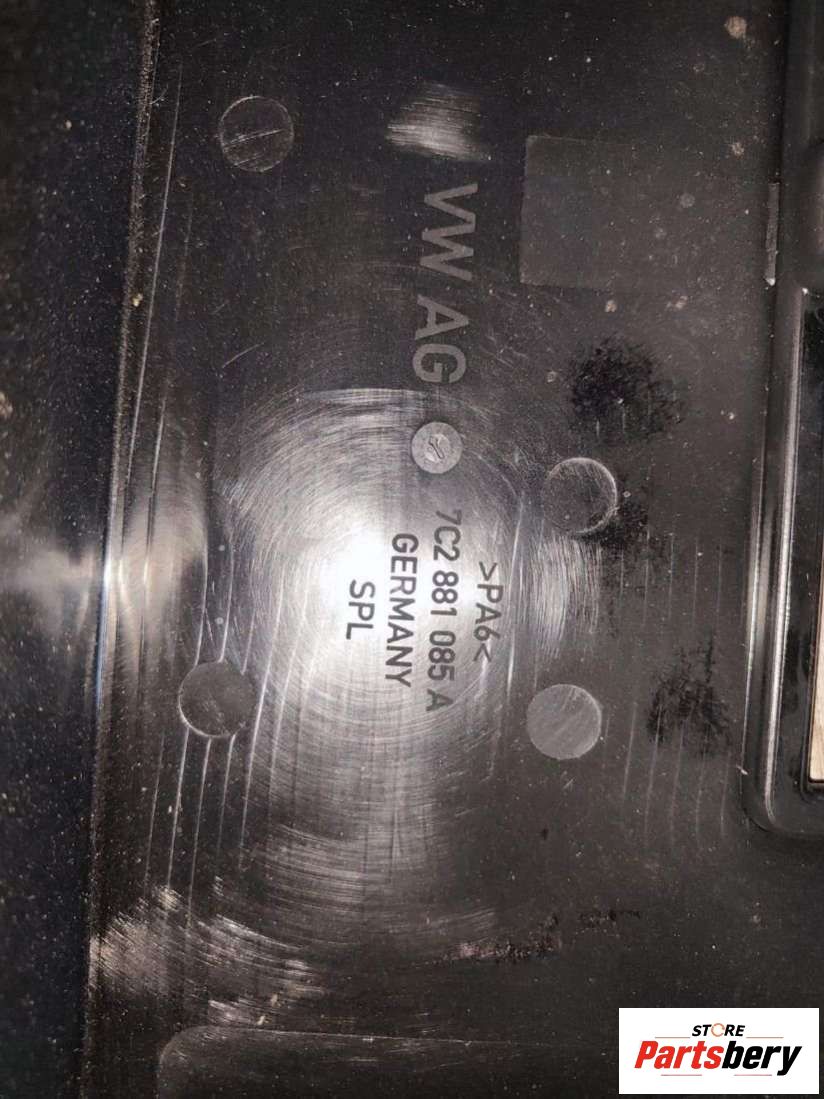 VW AG
>PA6<
7C2 881 085 A
GERMANY
SPL
STORE
Partsbery